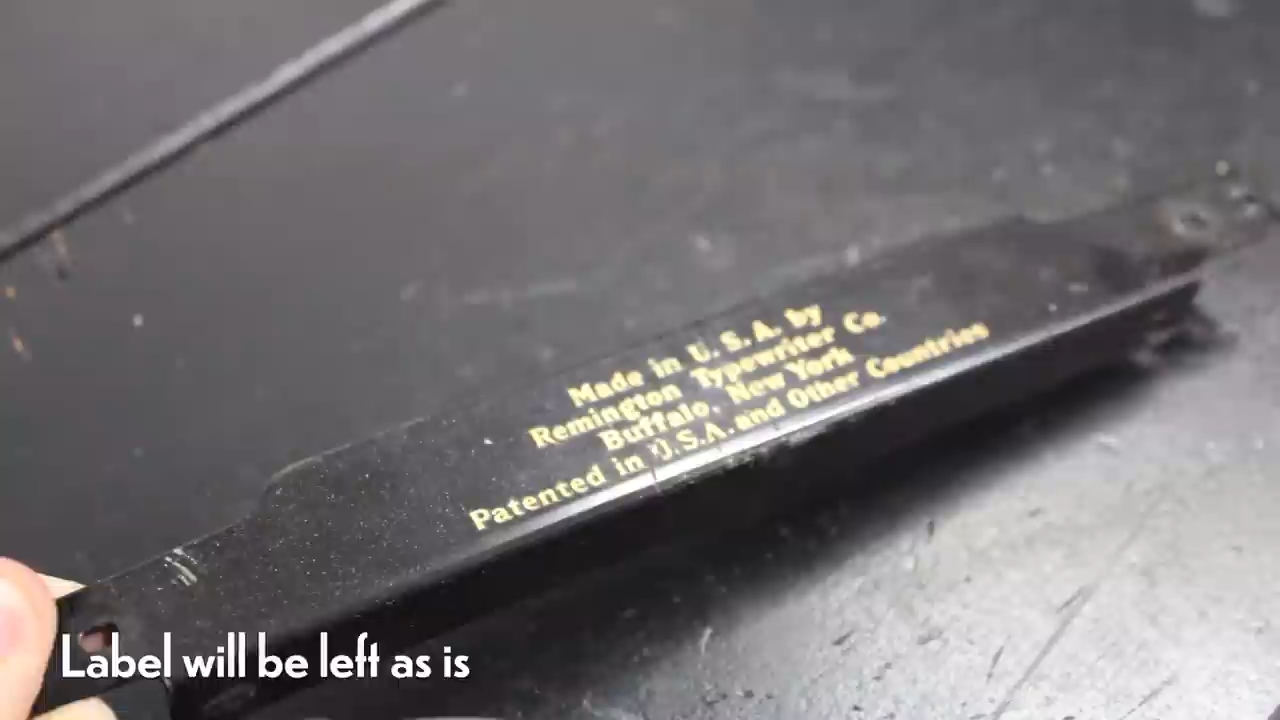 Made in U. S. A. by
Remington Typewriter Co.
Buffalo, New York
Patented in U.S.A. and Other Countries
Label will be left as is